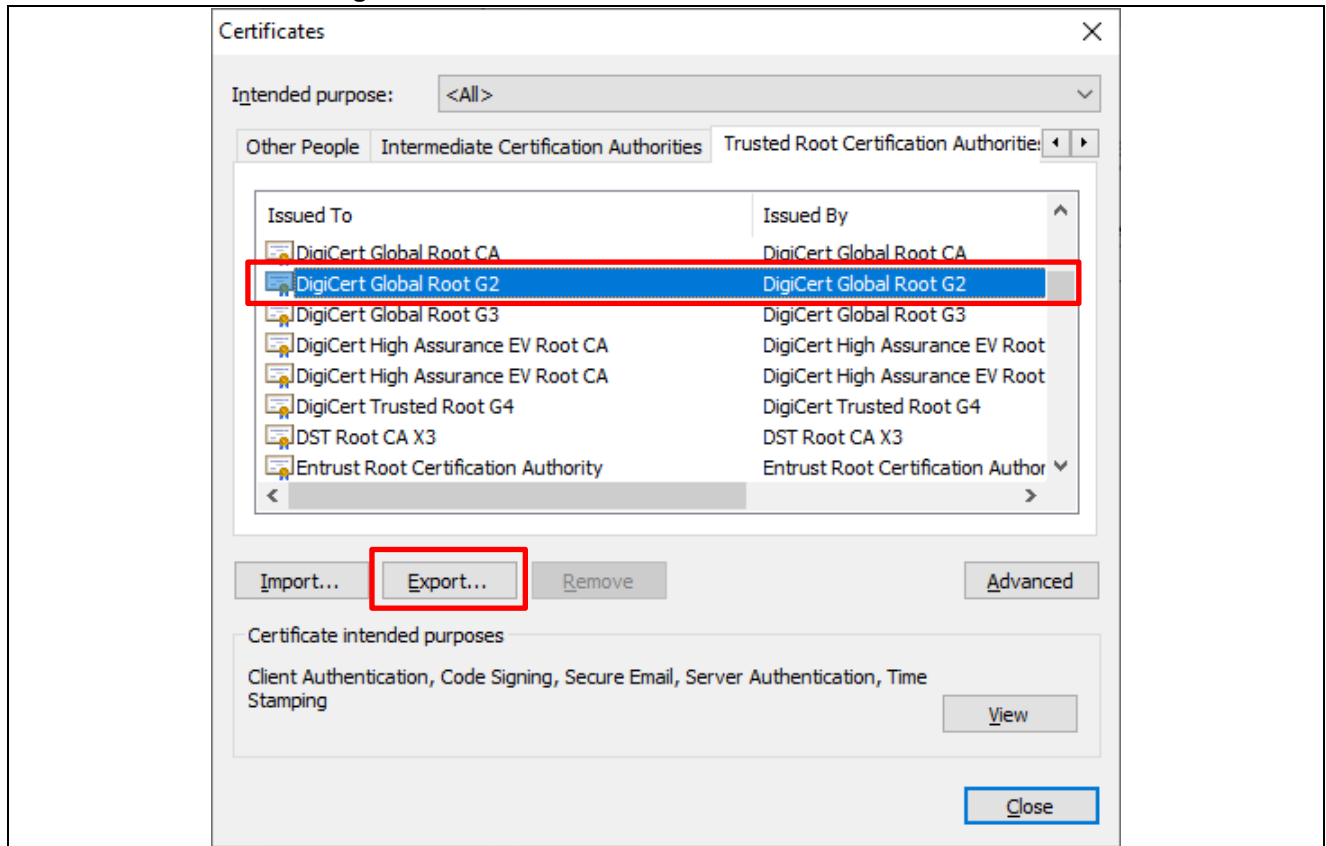 Certificates
Intended purpose: <All>
Other People Intermediate Certification Authorities Trusted Root Certification Authorities
Issued To Issued By
DigiCert Global Root CA DigiCert Global Root CA
DigiCert Global Root G2 DigiCert Global Root G2
DigiCert Global Root G3 DigiCert Global Root G3
DigiCert High Assurance EV Root CA DigiCert High Assurance EV Root
DigiCert High Assurance EV Root CA DigiCert High Assurance EV Root
DigiCert Trusted Root G4 DigiCert Trusted Root G4
DST Root CA X3 DST Root CA X3
Entrust Root Certification Authority Entrust Root Certification Author
Import... Export... Remove Advanced
Certificate intended purposes
Client Authentication, Code Signing, Secure Email, Server Authentication, Time
Stamping
View
Close